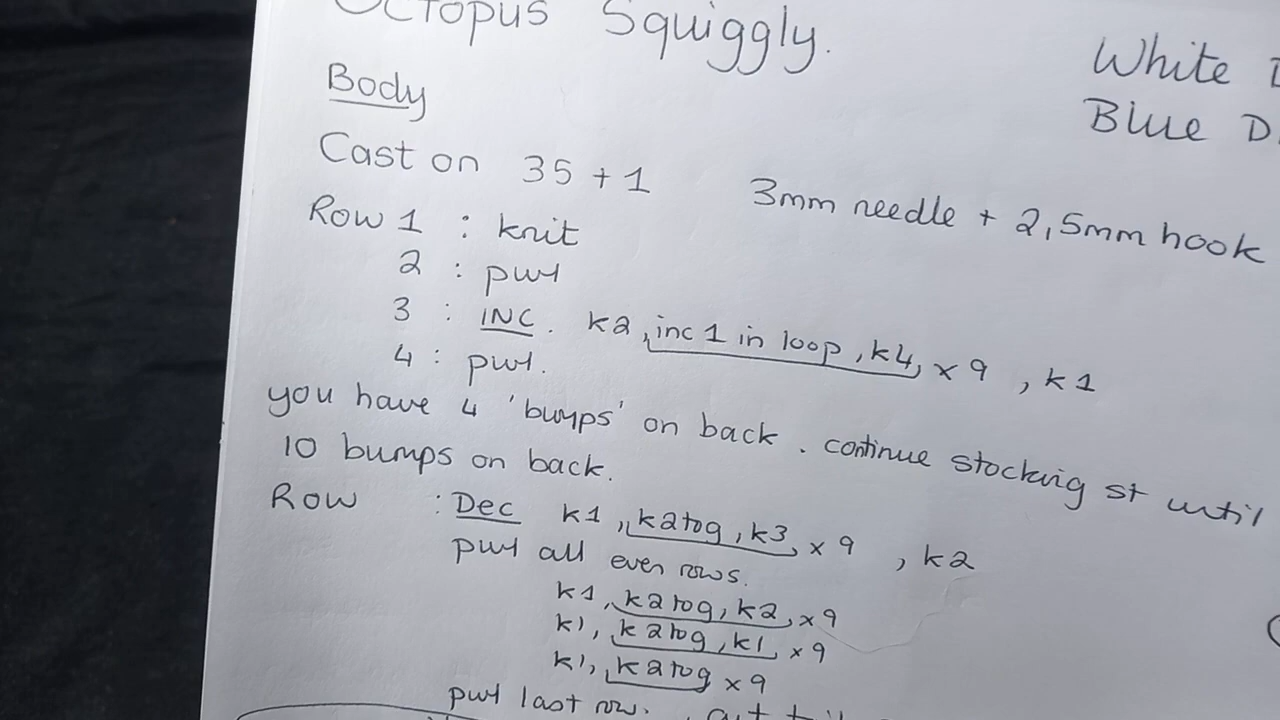 Octopus Squiggly.
White
Blue D.
Body
Cast on 35 + 1
3mm needle + 2,5mm hook
Row 1 : knit
2 : purl
3 : INC. k2, inc 1 in loop, k4, x 9, k1
4 : purl.
you have 4 'bumps' on back. continue stocking st until
10 bumps on back.
Row : Dec k1, k2tog, k3, x 9, k2
purl all even rows.
k1, k2tog, k2, x9
k1, k2tog, k1, x9
k1, k2tog x9
purl last row.